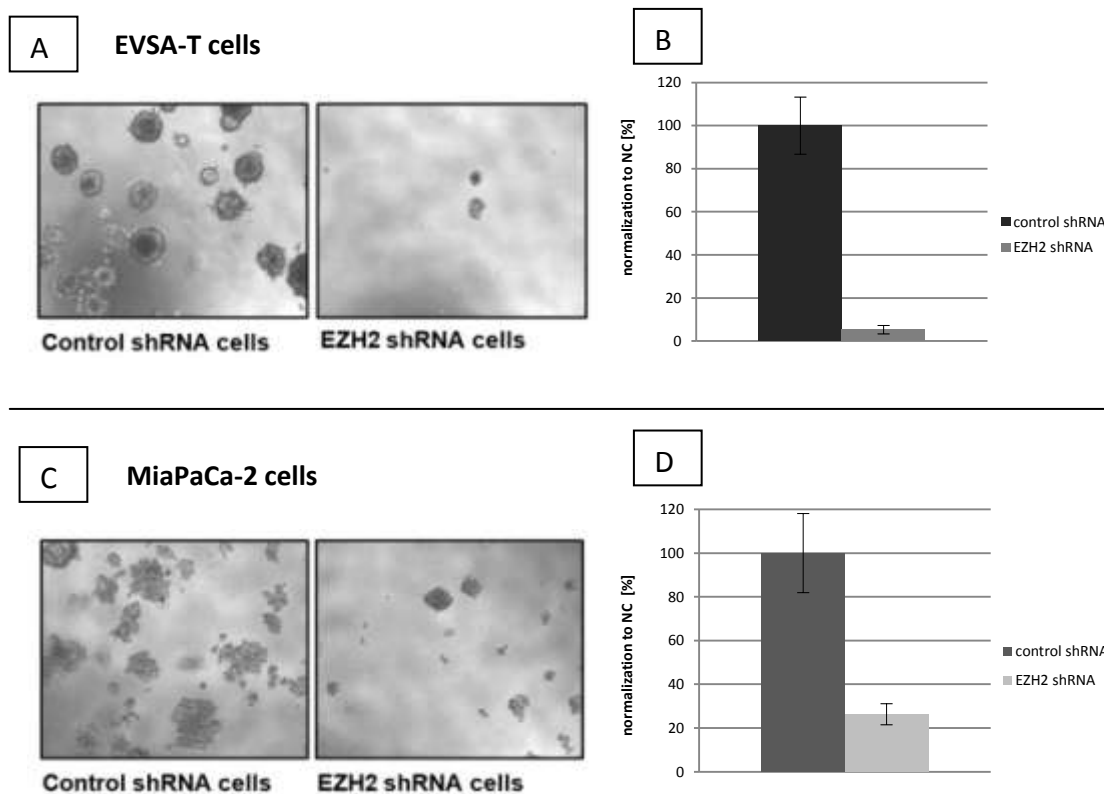 A
EVSA-T cells
Control shRNA cells
EZH2 shRNA cells
B
normalization to NC [%]
120
100
80
60
40
20
0
control shRNA
EZH2 shRNA
C
MiaPaCa-2 cells
Control shRNA cells
EZH2 shRNA cells
D
normalization to NC [%]
120
100
80
60
40
20
0
control shRNA
EZH2 shRNA